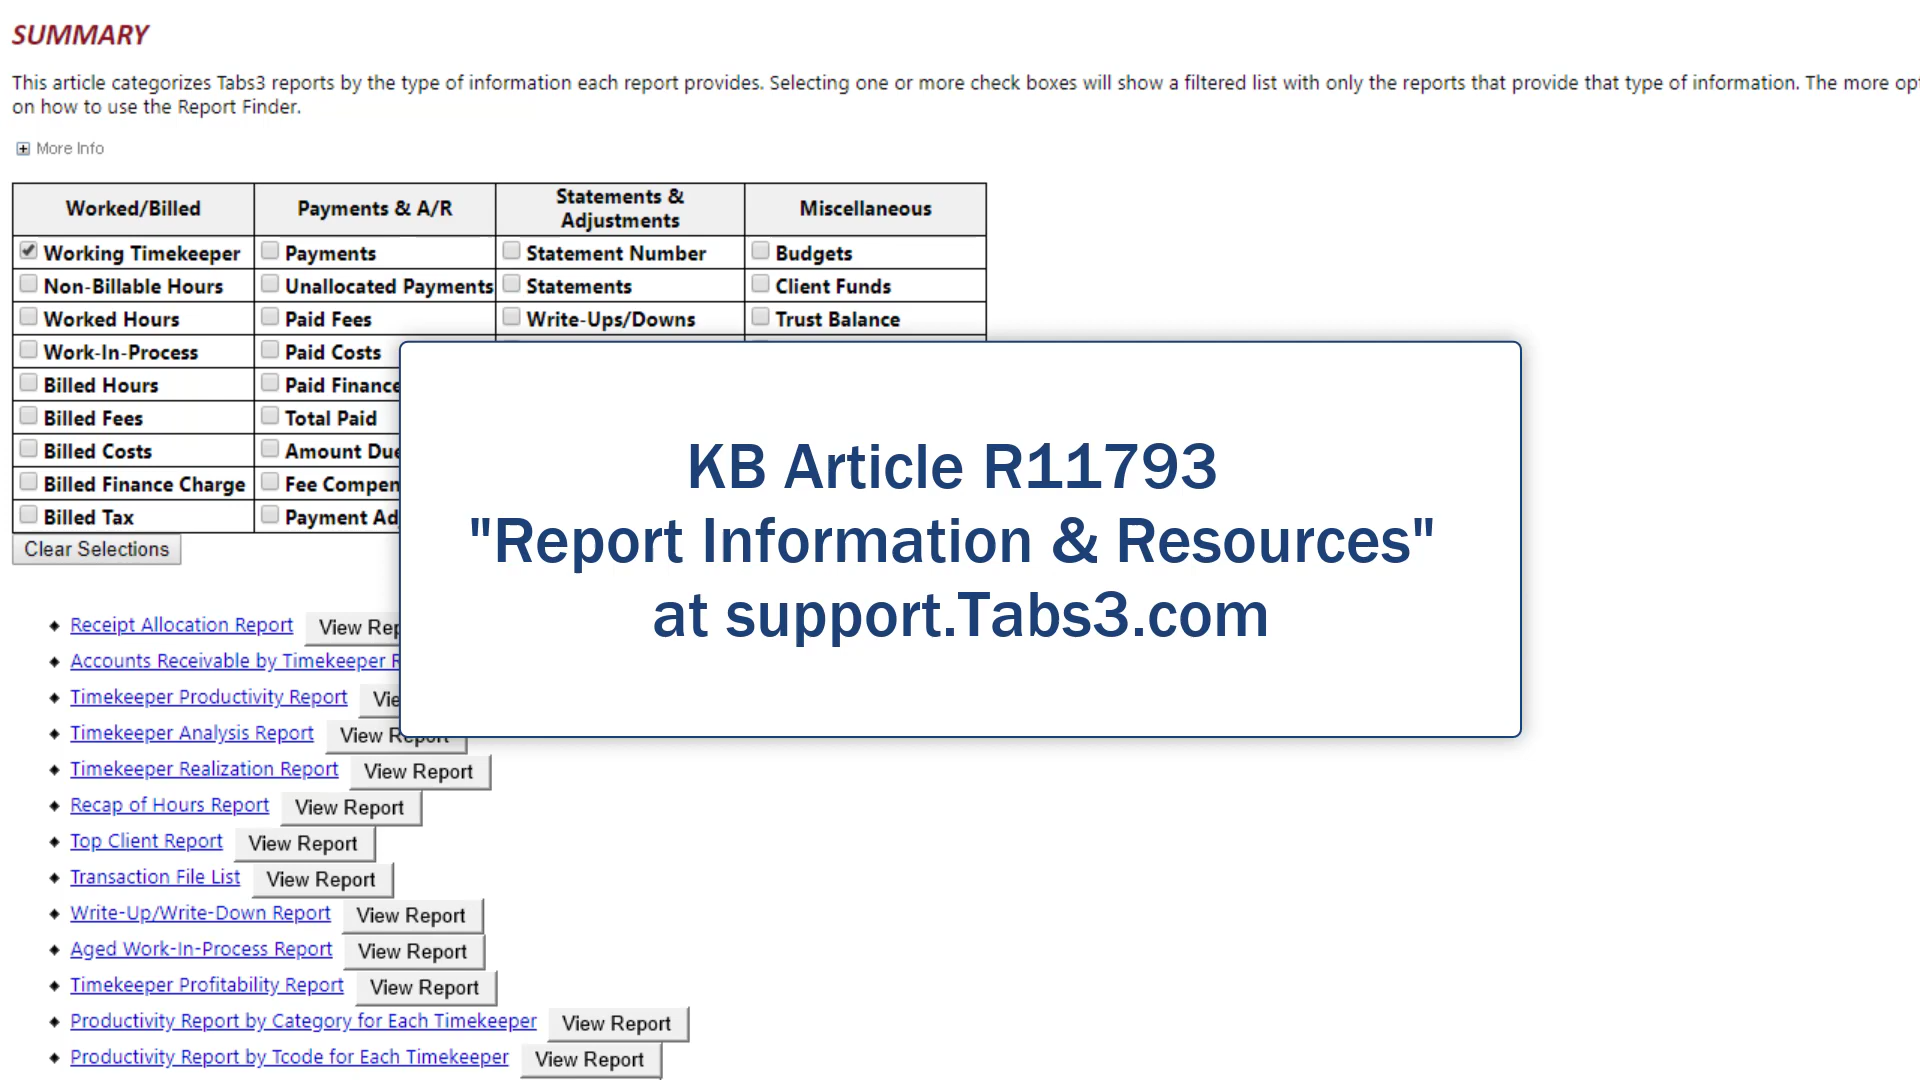 SUMMARY
This article categorizes Tabs3 reports by the type of information each report provides. Selecting one or more check boxes will show a filtered list with only the reports that provide that type of information. The more
on how to use the Report Finder.
More Info
Worked/Billed Payments & A/R Statements & Adjustments Miscellaneous
Working Timekeeper Payments Statement Number Budgets
Non-Billable Hours Unallocated Payments Statements Client Funds
Worked Hours Paid Fees Write-Ups/Downs Trust Balance
Work-In-Process Paid Costs
Billed Hours Paid Finance
Billed Fees Total Paid
Billed Costs Amount
Billed Finance Charge Fee
Billed Tax Payment
Clear Selections
KB Article R11793
"Report Information & Resources"
at support.Tabs3.com
Receipt Allocation Report View
Accounts Receivable by Timekeeper
Timekeeper Productivity Report
Timekeeper Analysis Report View Report
Timekeeper Realization Report View Report
Recap of Hours Report View Report
Top Client Report View Report
Transaction File List View Report
Write-Up/Write-Down Report View Report
Aged Work-In-Process Report View Report
Timekeeper Profitability Report View Report
Productivity Report by Category for Each Timekeeper View Report
Productivity Report by Tcode for Each Timekeeper View Report